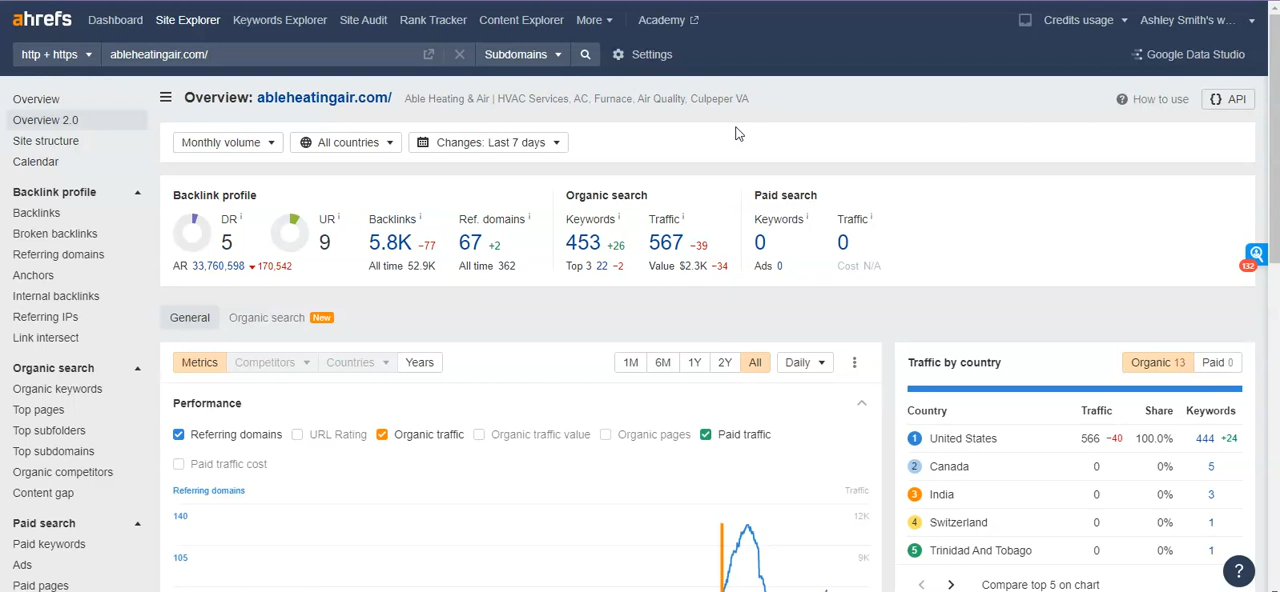 ahrefs Dashboard Site Explorer Keywords Explorer Site Audit Rank Tracker Content Explorer More Academy Credits usage Ashley Smith's w...
http + https ableheatingair.com/ Subdomains Settings Google Data Studio
Overview
Overview 2.0
Site structure
Calendar
Backlink profile
Backlinks
Broken backlinks
Referring domains
Anchors
Internal backlinks
Referring IPs
Link intersect
Organic search
Organic keywords
Top pages
Top subfolders
Top subdomains
Organic competitors
Content gap
Paid search
Paid keywords
Ads
Paid pages
Overview: ableheatingair.com/ Able Heating & Air | HVAC Services, AC, Furnace, Air Quality, Culpeper VA ? How to use {} API
Monthly volume All countries Changes: Last 7 days
Backlink profile Organic search Paid search
DR i UR i Backlinks i Ref. domains i Keywords i Traffic i Keywords i Traffic i
5 9 5.8K −77 67 +2 453 +26 567 −39 0 0
AR 33,760,598 170,542 All time 52.9K All time 362 Top 3 22 −2 Value $2.3K −34 Ads 0 Cost N/A
132
General Organic search New
Metrics Competitors Countries Years 1M 6M 1Y 2Y All Daily
Performance
Referring domains URL Rating Organic traffic Organic traffic value Organic pages Paid traffic
Paid traffic cost
Referring domains Traffic
140 12K
105 9K
Traffic by country Organic 13 Paid 0
Country Traffic Share Keywords
1 United States 566 −40 100.0% 444 +24
2 Canada 0 0% 5
3 India 0 0% 3
4 Switzerland 0 0% 1
5 Trinidad And Tobago 0 0% 1
Compare top 5 on chart
?